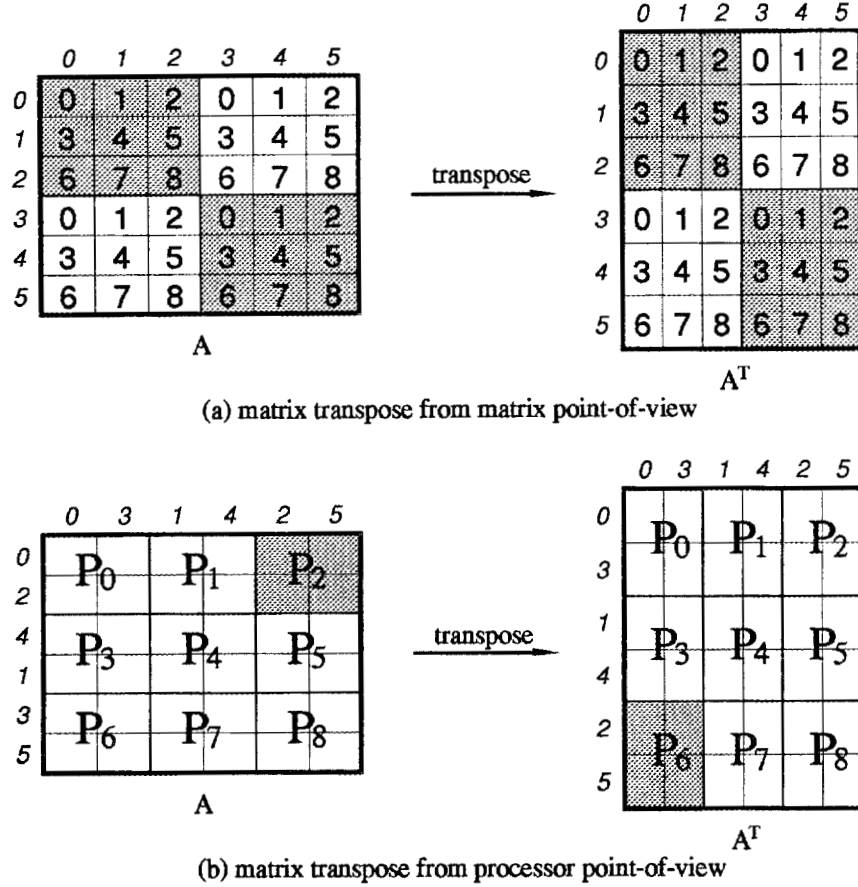 0 1 2 3 4 5
0 0 1 2 0 1 2
1 3 4 5 3 4 5
2 6 7 8 6 7 8
3 0 1 2 0 1 2
4 3 4 5 3 4 5
5 6 7 8 6 7 8
A
transpose
0 1 2 3 4 5
0 0 1 2 0 1 2
1 3 4 5 3 4 5
2 6 7 8 6 7 8
3 0 1 2 0 1 2
4 3 4 5 3 4 5
5 6 7 8 6 7 8
Aᵀ
(a) matrix transpose from matrix point-of-view
0 3 1 4 2 5
0
P₀ P₁ P₂
2
4
P₃ P₄ P₅
1
3
P₆ P₇ P₈
5
A
transpose
0 3 1 4 2 5
0
P₀ P₁ P₂
3
1
P₃ P₄ P₅
4
2
P₆ P₇ P₈
5
Aᵀ
(b) matrix transpose from processor point-of-view